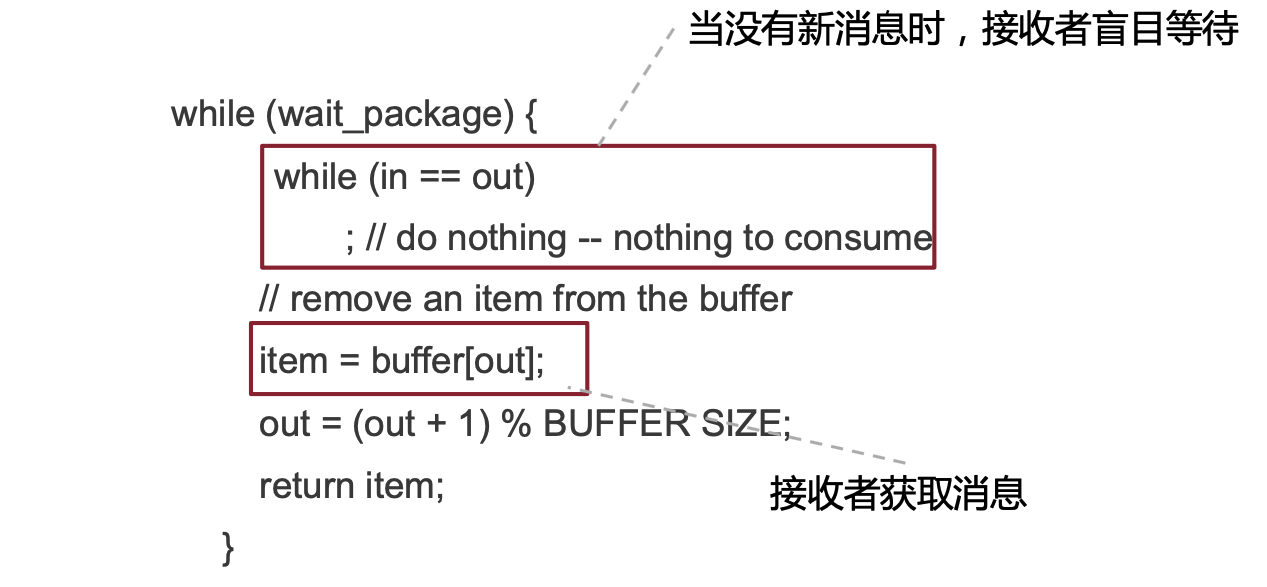 当没有新消息时，接收者盲目等待
while (wait_package) {
while (in == out)
; // do nothing -- nothing to consume
// remove an item from the buffer
item = buffer[out];
out = (out + 1) % BUFFER SIZE;
return item;
接收者获取消息
}